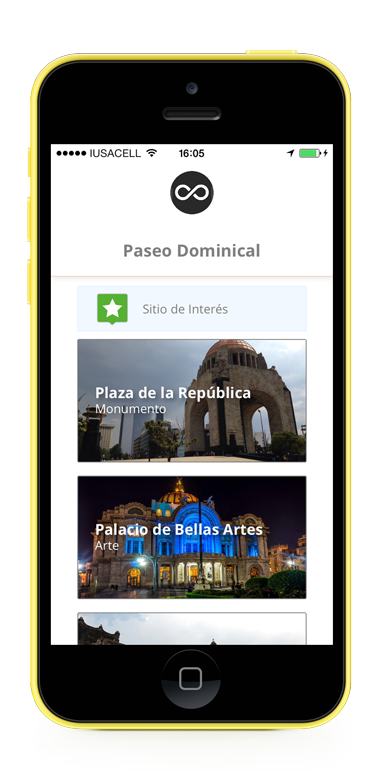 IUSACELL 16:05
Paseo Dominical
Sitio de Interés
Plaza de la República
Monumento
Palacio de Bellas Artes
Arte